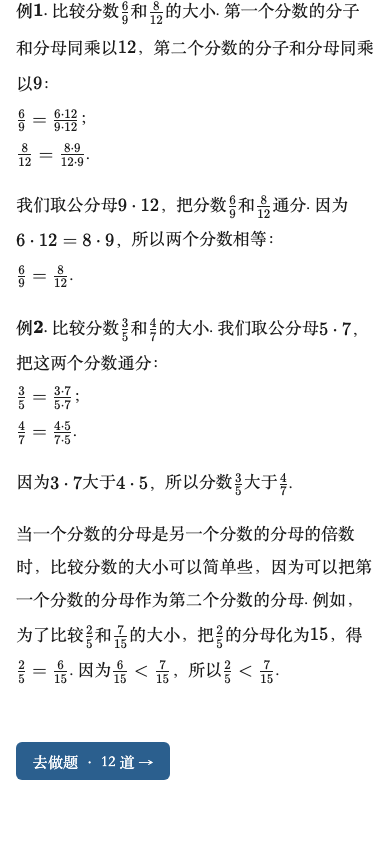 例1. 比较分数6/9和8/12的大小. 第一个分数的分子
和分母同乘以12，第二个分数的分子和分母同乘
以9：
6/9 = 6·12/9·12；
8/12 = 8·9/12·9.
我们取公分母9 · 12，把分数6/9和8/12通分. 因为
6 · 12 = 8 · 9，所以两个分数相等：
6/9 = 8/12.
例2. 比较分数3/5和4/7的大小. 我们取公分母5 · 7，
把这两个分数通分：
3/5 = 3·7/5·7；
4/7 = 4·5/7·5.
因为3 · 7大于4 · 5，所以分数3/5大于4/7.
当一个分数的分母是另一个分数的分母的倍数
时，比较分数的大小可以简单些，因为可以把第
一个分数的分母作为第二个分数的分母. 例如，
为了比较2/5和7/15的大小，把2/5的分母化为15，得
2/5 = 6/15. 因为6/15 < 7/15，所以2/5 < 7/15.
去做题 · 12 道 →